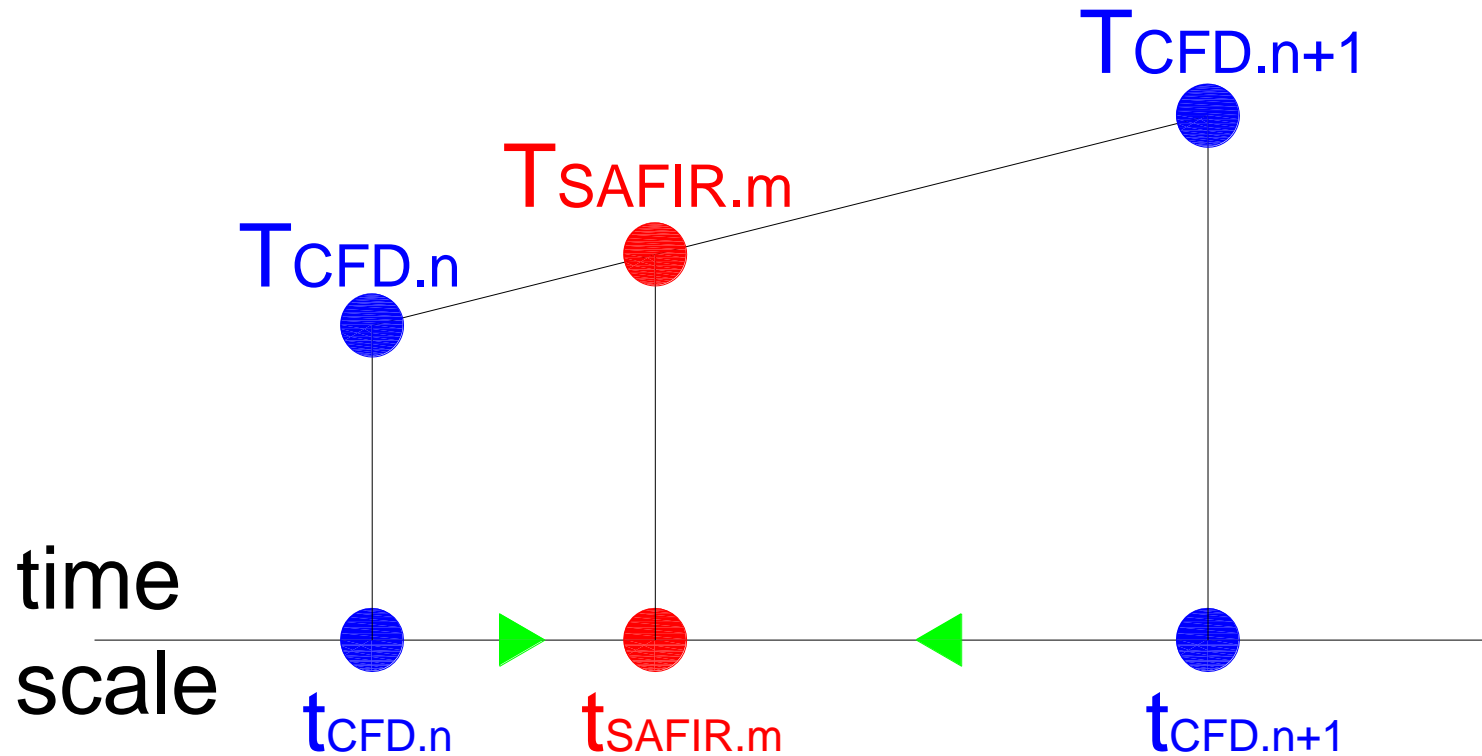 TCFD.n+1
TSAFIR.m
TCFD.n
time
scale
tCFD.n
tSAFIR.m
tCFD.n+1